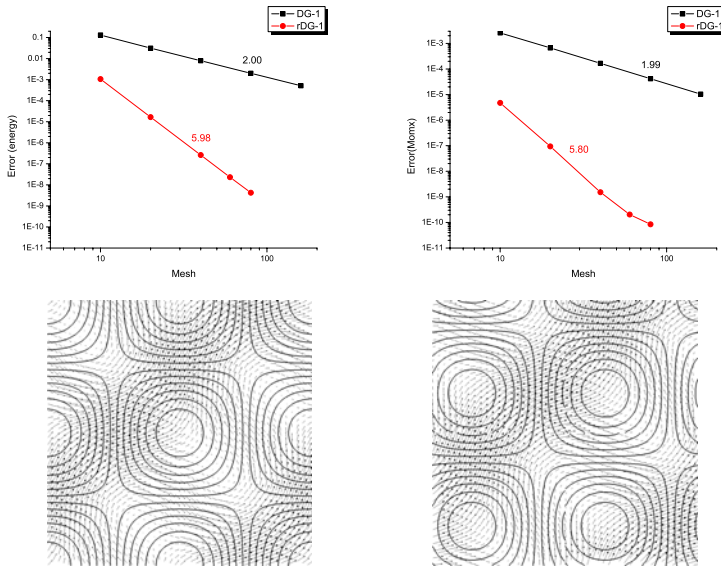 DG-1
rDG-1
0.1
0.01
1E-3
1E-4
1E-5
1E-6
1E-7
1E-8
1E-9
1E-10
1E-11
Error (energy)
2.00
5.98
10
100
Mesh
DG-1
rDG-1
1E-3
1E-4
1E-5
1E-6
1E-7
1E-8
1E-9
1E-10
1E-11
Error(Momx)
1.99
5.80
10
100
Mesh